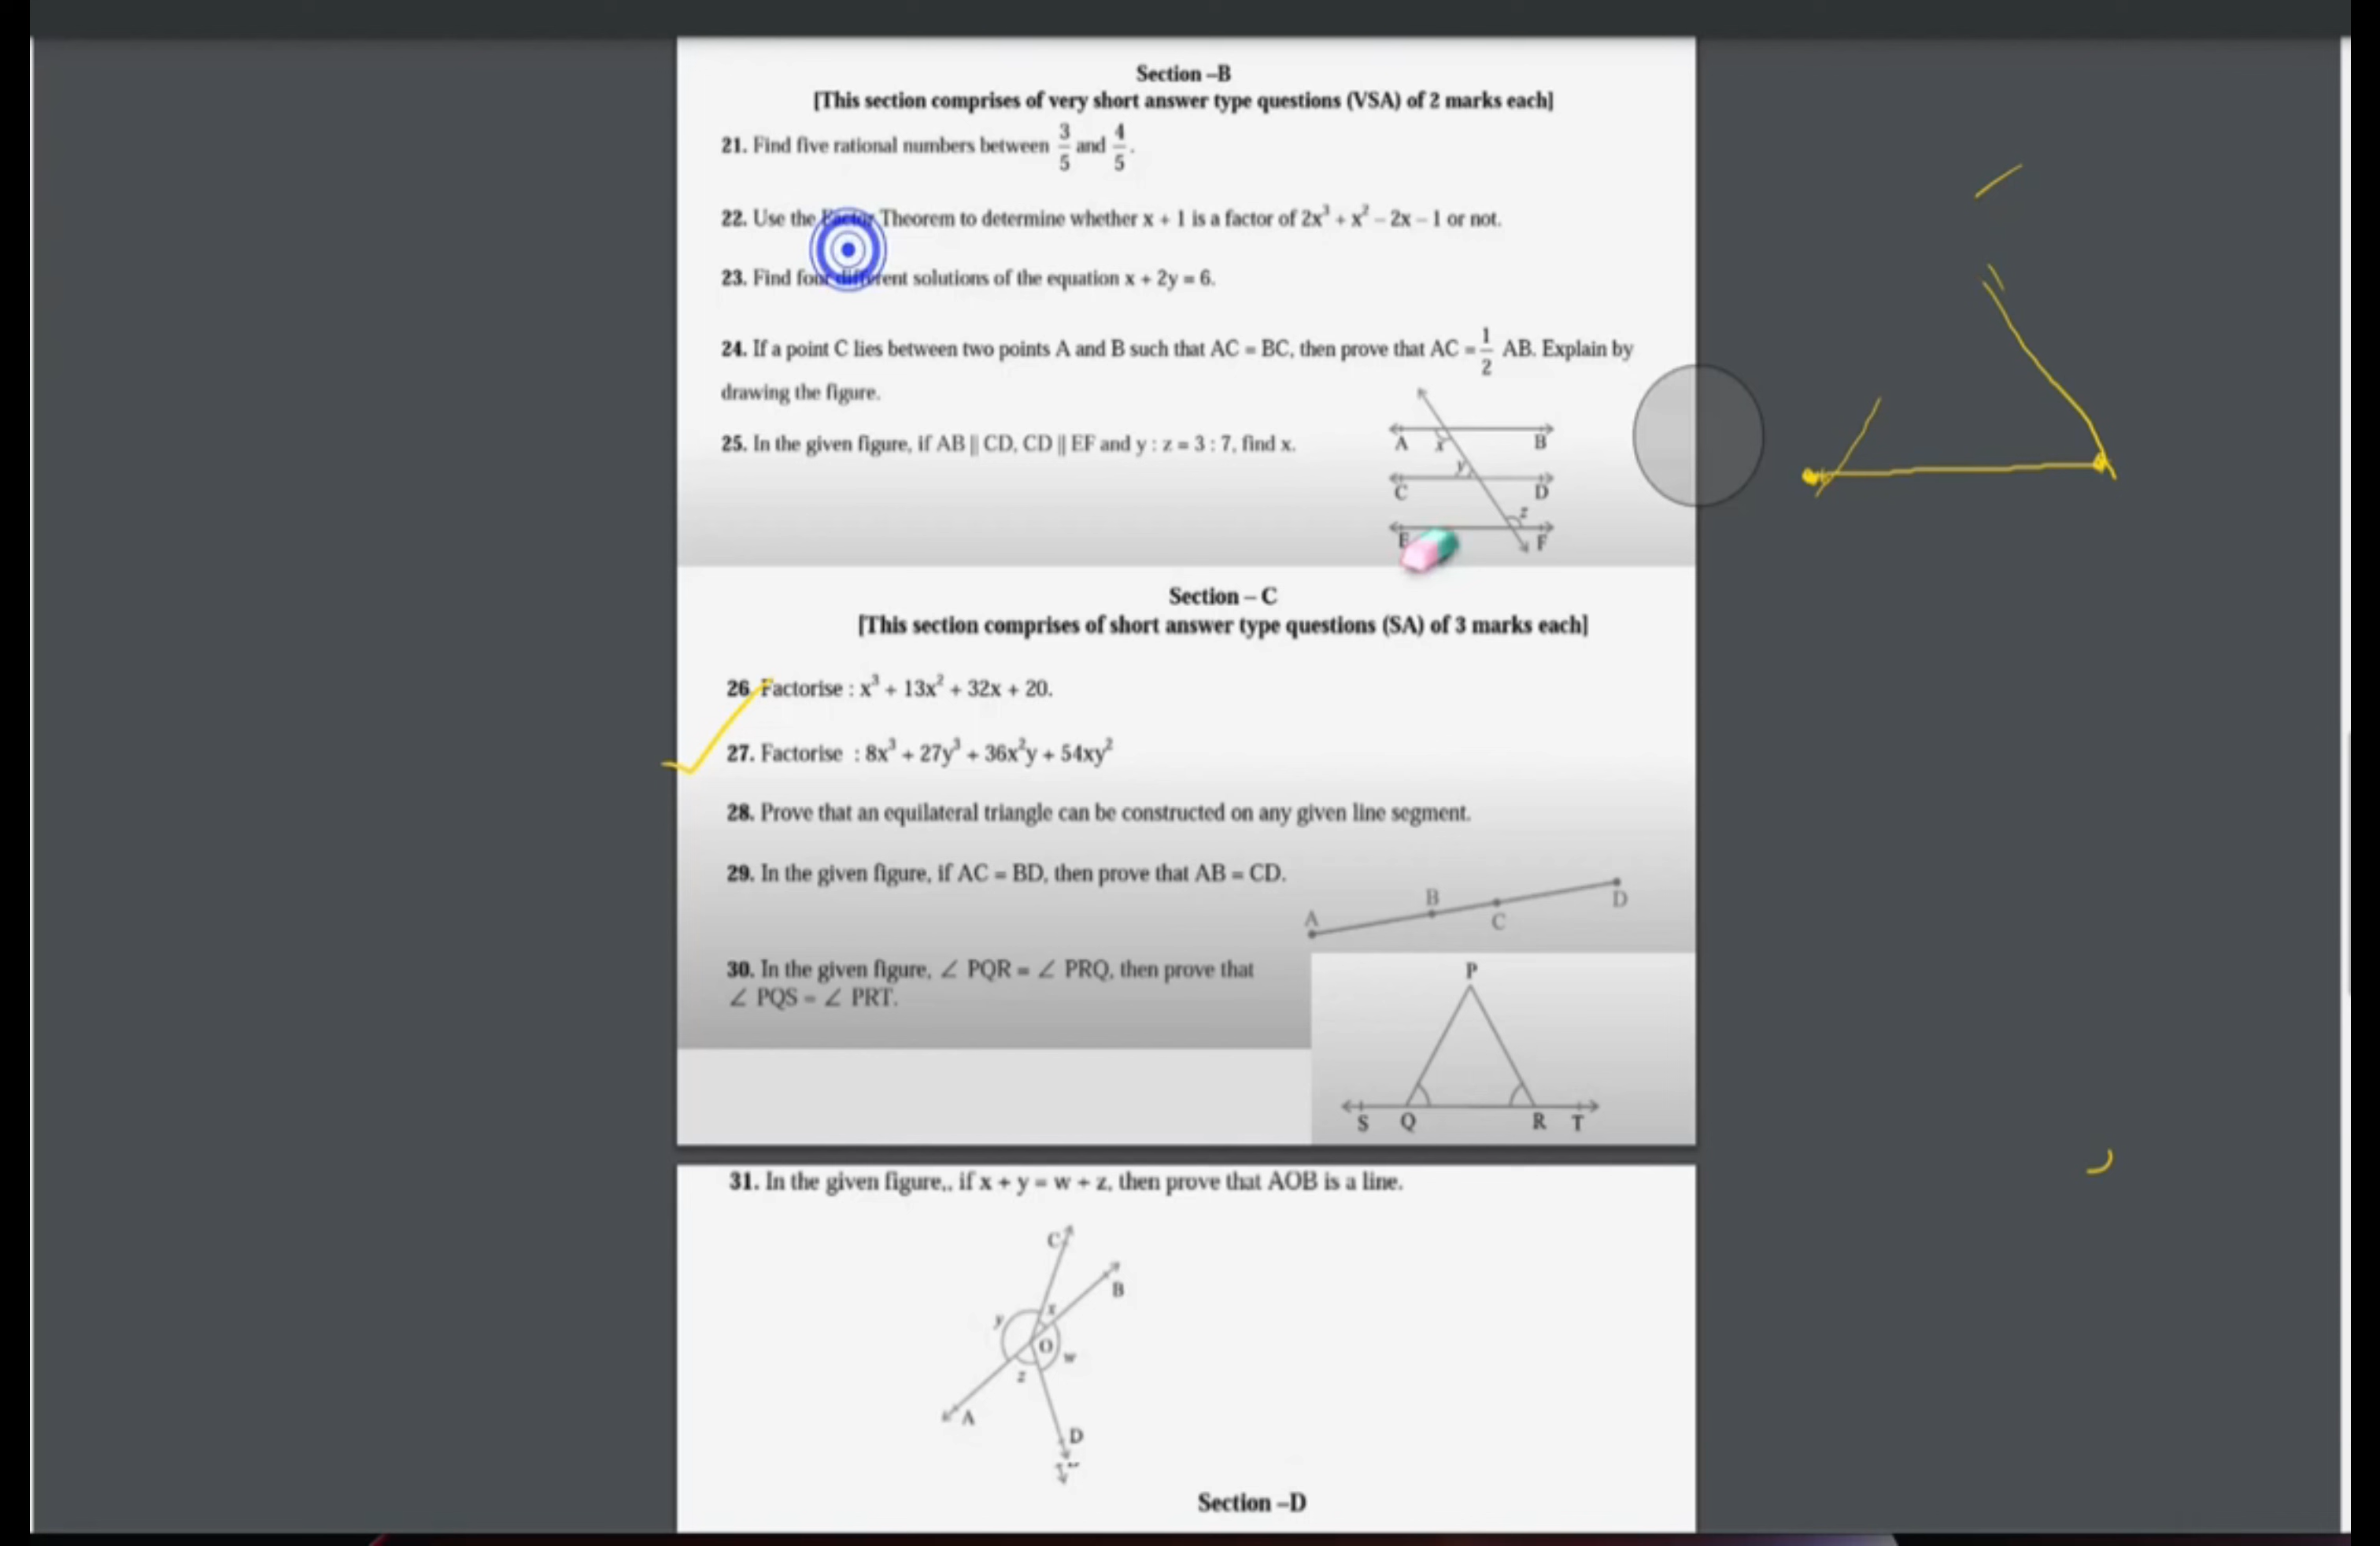 Section –B
[This section comprises of very short answer type questions (VSA) of 2 marks each]
21. Find five rational numbers between 3/5 and 4/5.
22. Use the Factor Theorem to determine whether x + 1 is a factor of 2x³ + x² – 2x – 1 or not.
23. Find four different solutions of the equation x + 2y = 6.
24. If a point C lies between two points A and B such that AC = BC, then prove that AC = 1/2 AB. Explain by
drawing the figure.
25. In the given figure, if AB || CD, CD || EF and y : z = 3 : 7, find x.
A x B
y
C D
z
E F
Section – C
[This section comprises of short answer type questions (SA) of 3 marks each]
26. Factorise : x³ + 13x² + 32x + 20.
27. Factorise : 8x³ + 27y³ + 36x²y + 54xy²
28. Prove that an equilateral triangle can be constructed on any given line segment.
29. In the given figure, if AC = BD, then prove that AB = CD.
A B C D
30. In the given figure, ∠ PQR = ∠ PRQ, then prove that
∠ PQS = ∠ PRT.
P
S Q R T
31. In the given figure,, if x + y = w + z, then prove that AOB is a line.
C
B
y x
O
w
z
A
D
Section –D